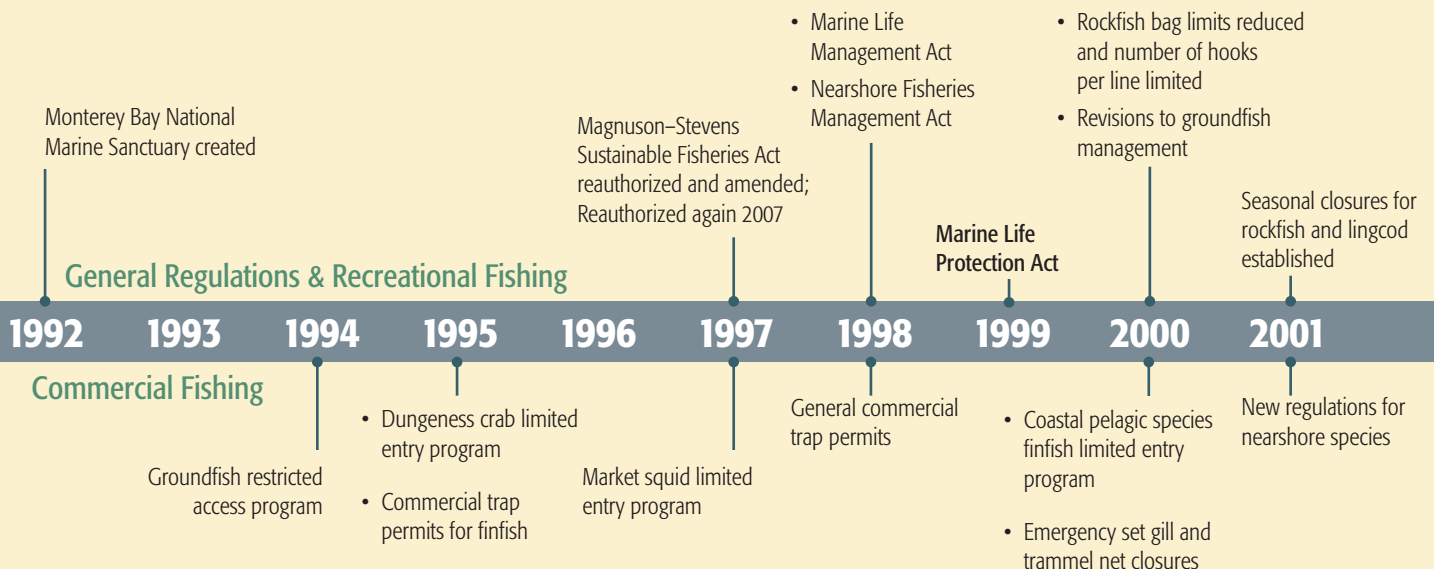 Monterey Bay National
Marine Sanctuary created
Magnuson–Stevens
Sustainable Fisheries Act
reauthorized and amended;
Reauthorized again 2007
• Marine Life
Management Act
• Nearshore Fisheries
Management Act
Marine Life
Protection Act
• Rockfish bag limits reduced
and number of hooks
per line limited
• Revisions to groundfish
management
Seasonal closures for
rockfish and lingcod
established
General Regulations & Recreational Fishing
1992 1993 1994 1995 1996 1997 1998 1999 2000 2001
Commercial Fishing
Groundfish restricted
access program
• Dungeness crab limited
entry program
• Commercial trap
permits for finfish
Market squid limited
entry program
General commercial
trap permits
• Coastal pelagic species
finfish limited entry
program
• Emergency set gill and
trammel net closures
New regulations for
nearshore species